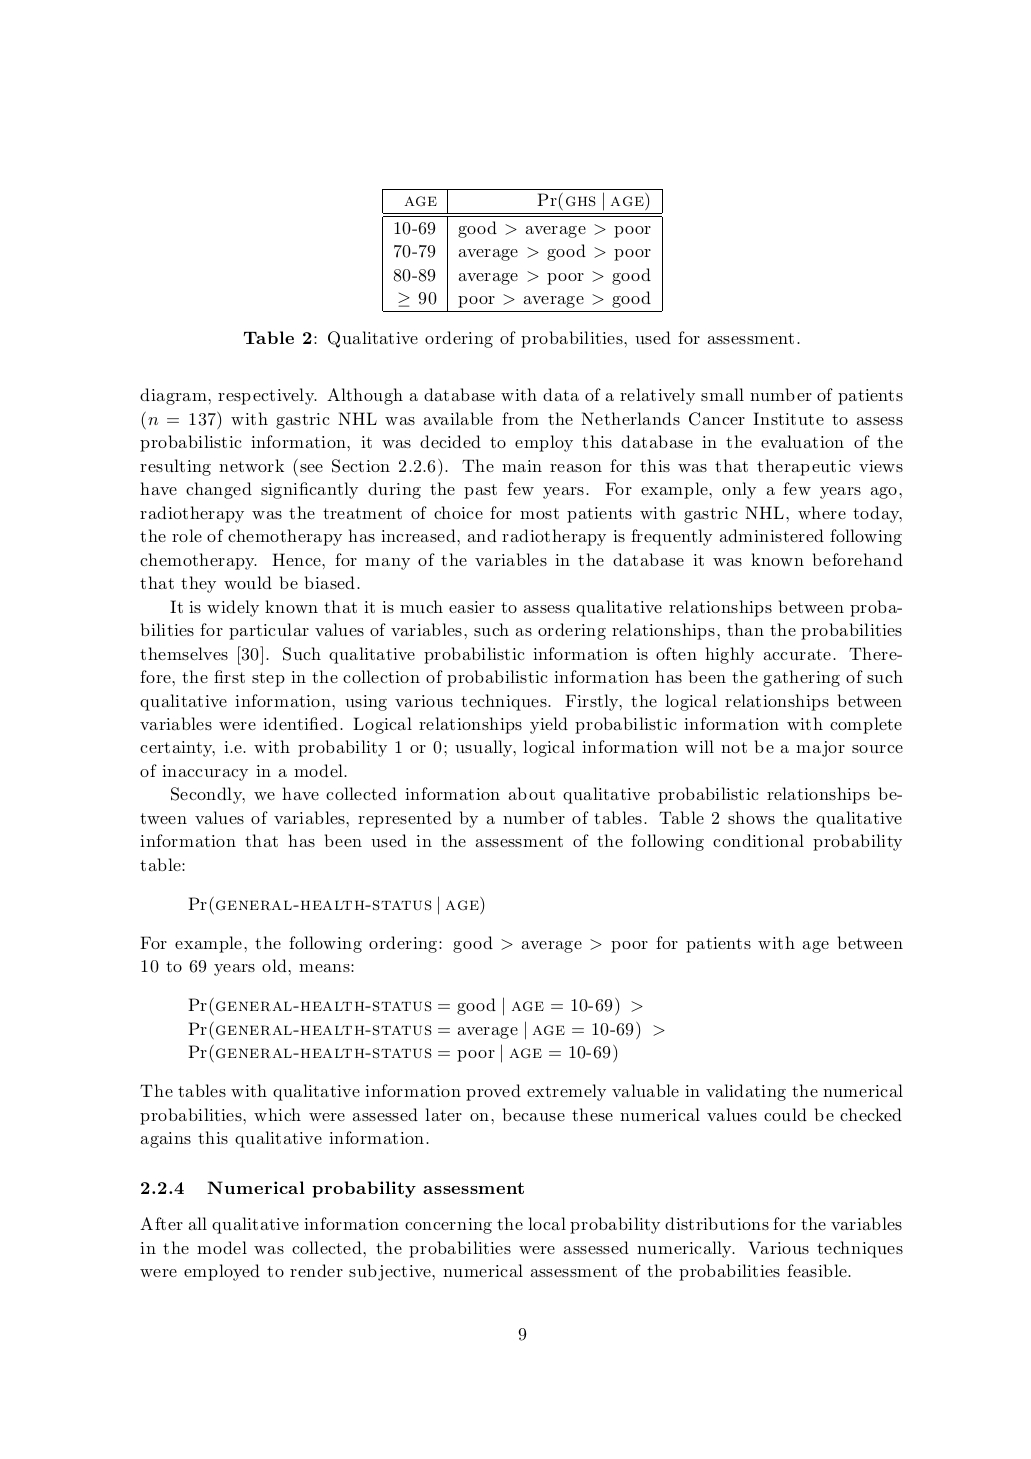 AGE Pr(GHS | AGE)
10-69 good > average > poor
70-79 average > good > poor
80-89 average > poor > good
≥ 90 poor > average > good
Table 2: Qualitative ordering of probabilities, used for assessment.
diagram, respectively. Although a database with data of a relatively small number of patients
(n = 137) with gastric NHL was available from the Netherlands Cancer Institute to assess
probabilistic information, it was decided to employ this database in the evaluation of the
resulting network (see Section 2.2.6). The main reason for this was that therapeutic views
have changed significantly during the past few years. For example, only a few years ago,
radiotherapy was the treatment of choice for most patients with gastric NHL, where today,
the role of chemotherapy has increased, and radiotherapy is frequently administered following
chemotherapy. Hence, for many of the variables in the database it was known beforehand
that they would be biased.
It is widely known that it is much easier to assess qualitative relationships between proba-
bilities for particular values of variables, such as ordering relationships, than the probabilities
themselves [30]. Such qualitative probabilistic information is often highly accurate. There-
fore, the first step in the collection of probabilistic information has been the gathering of such
qualitative information, using various techniques. Firstly, the logical relationships between
variables were identified. Logical relationships yield probabilistic information with complete
certainty, i.e. with probability 1 or 0; usually, logical information will not be a major source
of inaccuracy in a model.
Secondly, we have collected information about qualitative probabilistic relationships be-
tween values of variables, represented by a number of tables. Table 2 shows the qualitative
information that has been used in the assessment of the following conditional probability
table:
Pr(GENERAL-HEALTH-STATUS | AGE)
For example, the following ordering: good > average > poor for patients with age between
10 to 69 years old, means:
Pr(GENERAL-HEALTH-STATUS = good | AGE = 10-69) >
Pr(GENERAL-HEALTH-STATUS = average | AGE = 10-69) >
Pr(GENERAL-HEALTH-STATUS = poor | AGE = 10-69)
The tables with qualitative information proved extremely valuable in validating the numerical
probabilities, which were assessed later on, because these numerical values could be checked
agains this qualitative information.
2.2.4 Numerical probability assessment
After all qualitative information concerning the local probability distributions for the variables
in the model was collected, the probabilities were assessed numerically. Various techniques
were employed to render subjective, numerical assessment of the probabilities feasible.
9